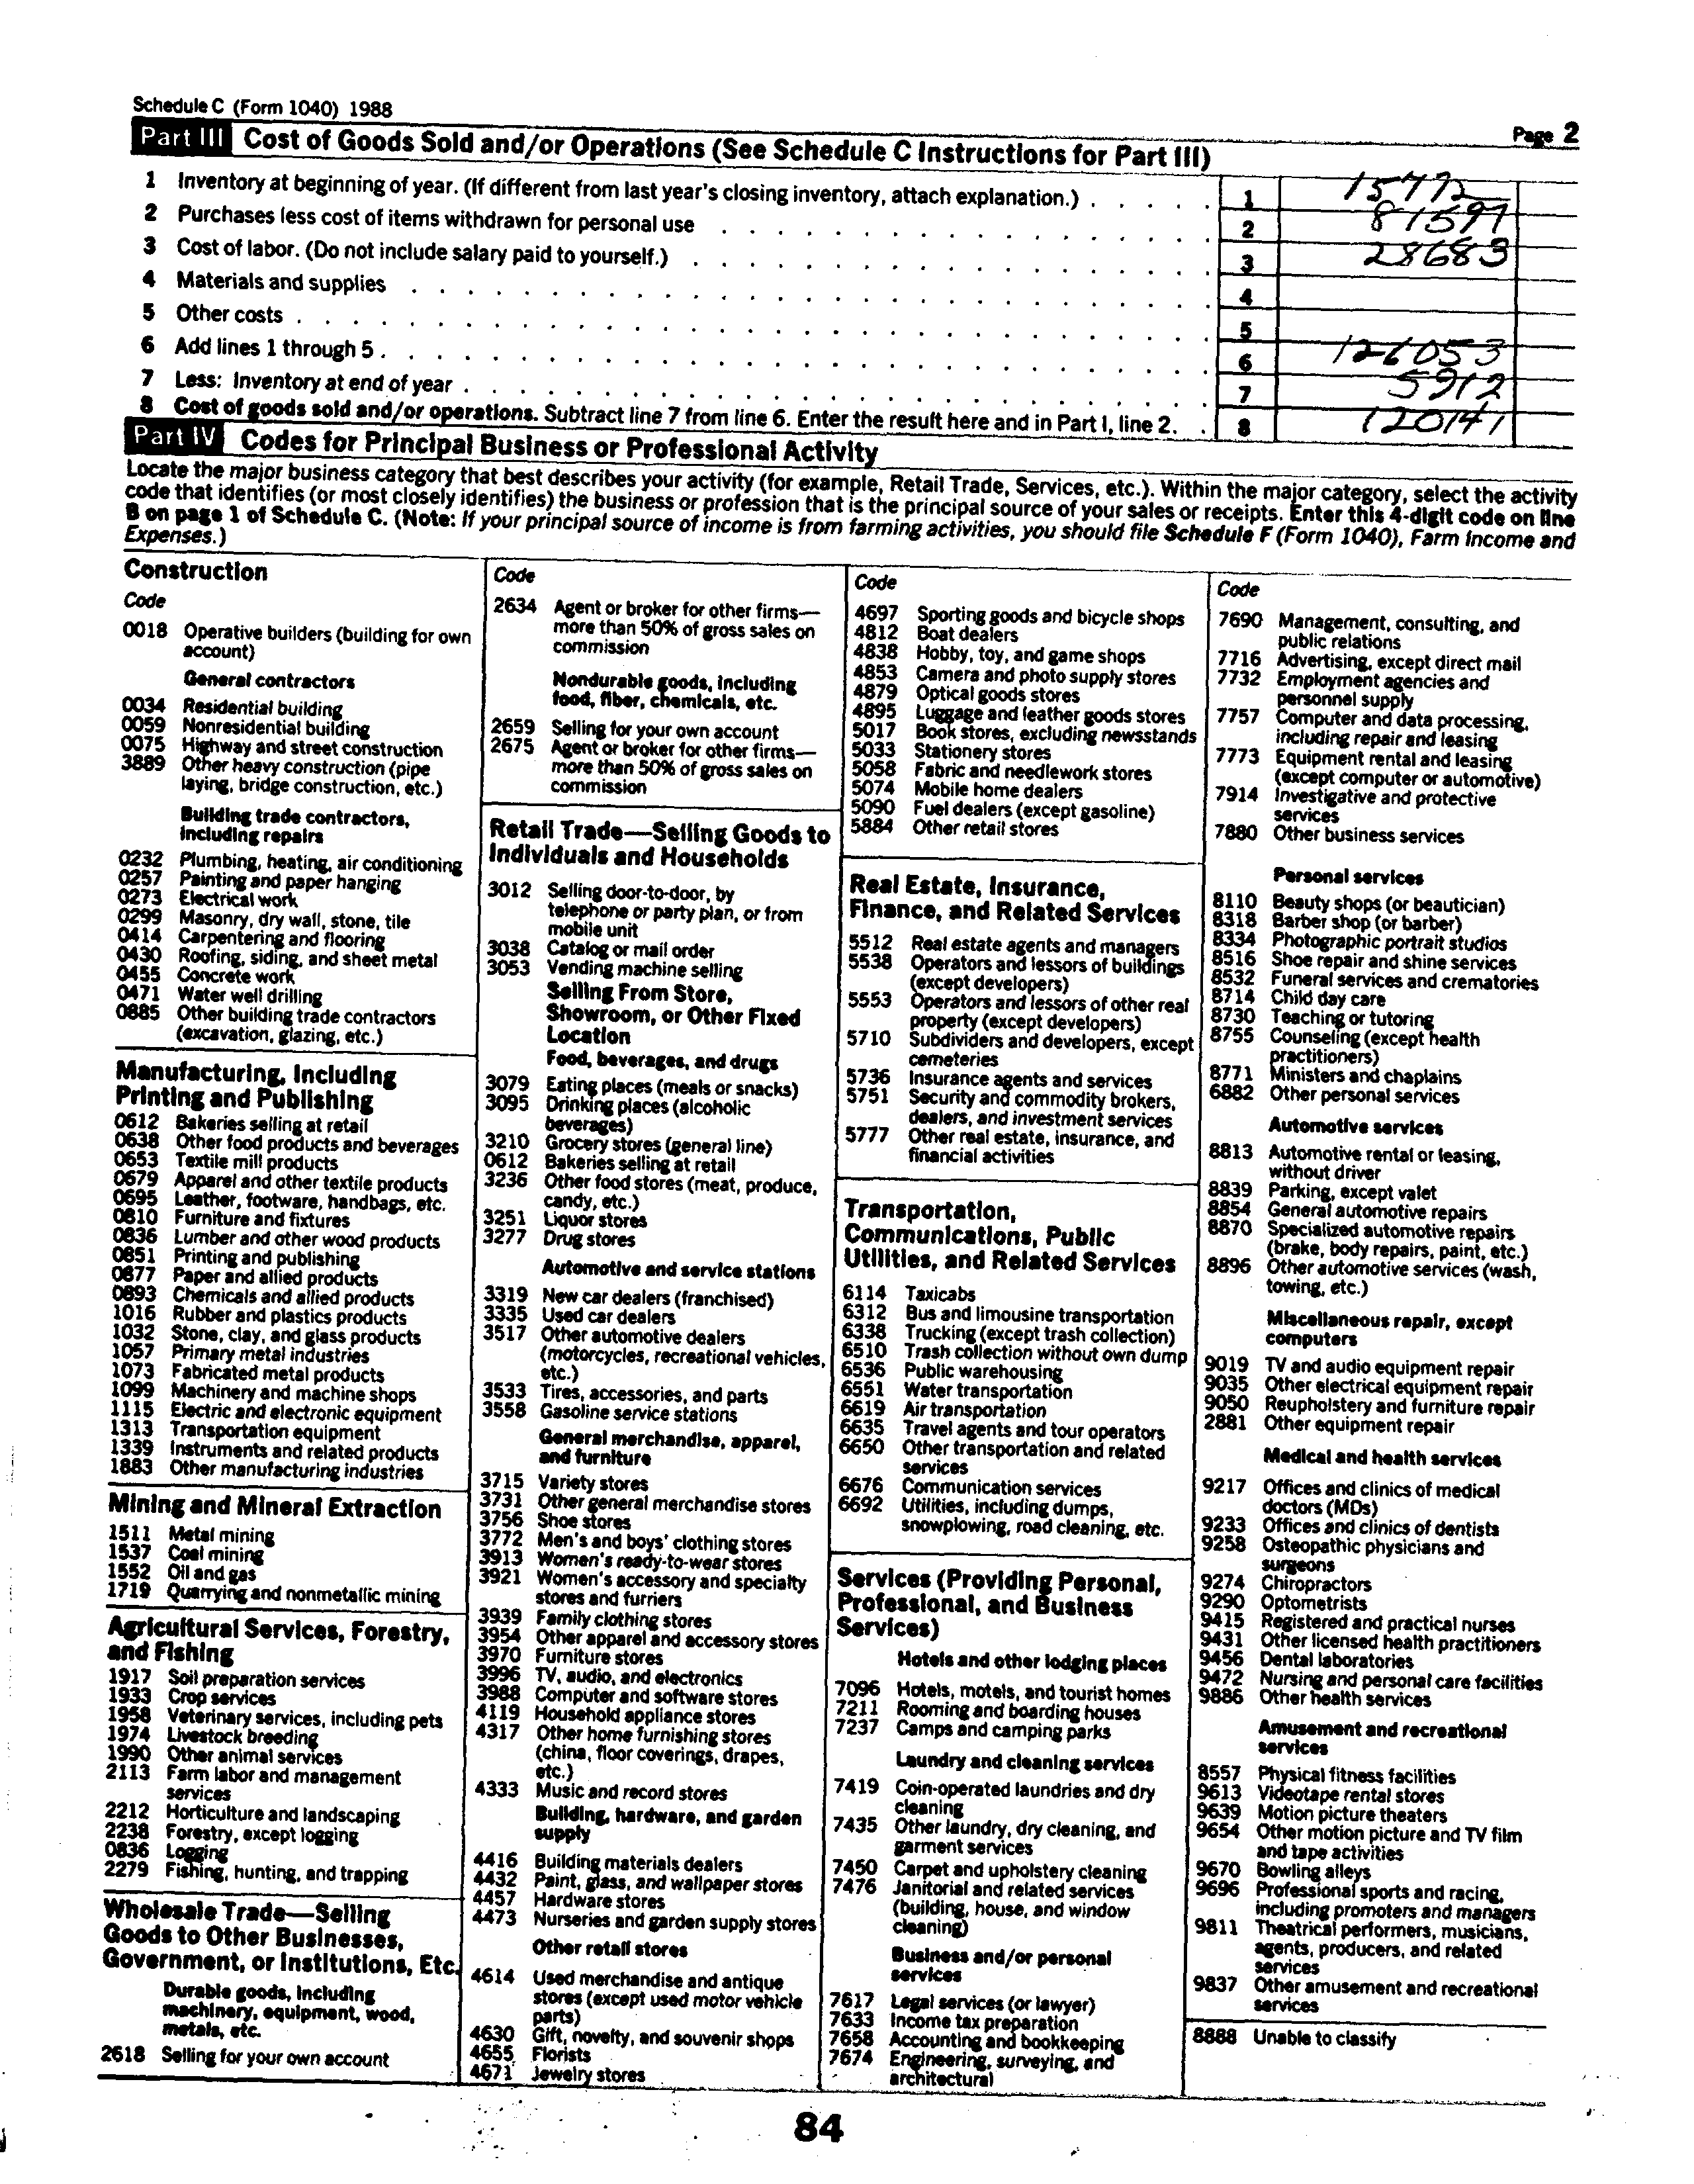 Schedule C (Form 1040) 1988
Page 2
Part III Cost of Goods Sold and/or Operations (See Schedule C Instructions for Part III)
1 Inventory at beginning of year. (If different from last year's closing inventory, attach explanation.) . . . . . 1 15772
2 Purchases less cost of items withdrawn for personal use . . . . . 2 81597
3 Cost of labor. (Do not include salary paid to yourself.) . . . . . 3 28683
4 Materials and supplies . . . . . 4
5 Other costs . . . . . 5
6 Add lines 1 through 5 . . . . . 6 126053
7 Less: Inventory at end of year . . . . . 7 5912
8 Cost of goods sold and/or operations. Subtract line 7 from line 6. Enter the result here and in Part I, line 2. . 8 120141
Part IV Codes for Principal Business or Professional Activity
Locate the major business category that best describes your activity (for example, Retail Trade, Services, etc.). Within the major category, select the activity
code that identifies (or most closely identifies) the business or profession that is the principal source of your sales or receipts. Enter this 4-digit code on line
B on page 1 of Schedule C. (Note: If your principal source of income is from farming activities, you should file Schedule F (Form 1040), Farm Income and
Expenses.)
Construction
Code
0018 Operative builders (building for own
account)
General contractors
0034 Residential building
0059 Nonresidential building
0075 Highway and street construction
3889 Other heavy construction (pipe
laying, bridge construction, etc.)
Building trade contractors,
including repairs
0232 Plumbing, heating, air conditioning
0257 Painting and paper hanging
0273 Electrical work
0299 Masonry, dry wall, stone, tile
0414 Carpentering and flooring
0430 Roofing, siding, and sheet metal
0455 Concrete work
0471 Water well drilling
0885 Other building trade contractors
(excavation, glazing, etc.)
Manufacturing, Including
Printing and Publishing
0612 Bakeries selling at retail
0638 Other food products and beverages
0653 Textile mill products
0679 Apparel and other textile products
0695 Leather, footware, handbags, etc.
0810 Furniture and fixtures
0836 Lumber and other wood products
0851 Printing and publishing
0877 Paper and allied products
0893 Chemicals and allied products
1016 Rubber and plastics products
1032 Stone, clay, and glass products
1057 Primary metal industries
1073 Fabricated metal products
1099 Machinery and machine shops
1115 Electric and electronic equipment
1313 Transportation equipment
1339 Instruments and related products
1883 Other manufacturing industries
Mining and Mineral Extraction
1511 Metal mining
1537 Coal mining
1552 Oil and gas
1719 Quarrying and nonmetallic mining
Agricultural Services, Forestry,
and Fishing
1917 Soil preparation services
1933 Crop services
1958 Veterinary services, including pets
1974 Livestock breeding
1990 Other animal services
2113 Farm labor and management
services
2212 Horticulture and landscaping
2238 Forestry, except logging
0836 Logging
2279 Fishing, hunting, and trapping
Wholesale Trade—Selling
Goods to Other Businesses,
Government, or Institutions, Etc.
Durable goods, including
machinery, equipment, wood,
metals, etc.
2618 Selling for your own account
Code
2634 Agent or broker for other firms—
more than 50% of gross sales on
commission
Nondurable goods, including
food, fiber, chemicals, etc.
2659 Selling for your own account
2675 Agent or broker for other firms—
more than 50% of gross sales on
commission
Retail Trade—Selling Goods to
Individuals and Households
3012 Selling door-to-door, by
telephone or party plan, or from
mobile unit
3038 Catalog or mail order
3053 Vending machine selling
Selling From Store,
Showroom, or Other Fixed
Location
Food, beverages, and drugs
3079 Eating places (meals or snacks)
3095 Drinking places (alcoholic
beverages)
3210 Grocery stores (general line)
0612 Bakeries selling at retail
3236 Other food stores (meat, produce,
candy, etc.)
3251 Liquor stores
3277 Drug stores
Automotive and service stations
3319 New car dealers (franchised)
3335 Used car dealers
3517 Other automotive dealers
(motorcycles, recreational vehicles,
etc.)
3533 Tires, accessories, and parts
3558 Gasoline service stations
General merchandise, apparel,
and furniture
3715 Variety stores
3731 Other general merchandise stores
3756 Shoe stores
3772 Men's and boys' clothing stores
3913 Women's ready-to-wear stores
3921 Women's accessory and specialty
stores and furriers
3939 Family clothing stores
3954 Other apparel and accessory stores
3970 Furniture stores
3996 TV, audio, and electronics
3988 Computer and software stores
4119 Household appliance stores
4317 Other home furnishing stores
(china, floor coverings, drapes,
etc.)
4333 Music and record stores
Building, hardware, and garden
supply
4416 Building materials dealers
4432 Paint, glass, and wallpaper stores
4457 Hardware stores
4473 Nurseries and garden supply stores
Other retail stores
4614 Used merchandise and antique
stores (except used motor vehicle
parts)
4630 Gift, novelty, and souvenir shops
4655 Florists
4671 Jewelry stores
Code
4697 Sporting goods and bicycle shops
4812 Boat dealers
4838 Hobby, toy, and game shops
4853 Camera and photo supply stores
4879 Optical goods stores
4895 Luggage and leather goods stores
5017 Book stores, excluding newsstands
5033 Stationery stores
5058 Fabric and needlework stores
5074 Mobile home dealers
5090 Fuel dealers (except gasoline)
5884 Other retail stores
Real Estate, Insurance,
Finance, and Related Services
5512 Real estate agents and managers
5538 Operators and lessors of buildings
(except developers)
5553 Operators and lessors of other real
property (except developers)
5710 Subdividers and developers, except
cemeteries
5736 Insurance agents and services
5751 Security and commodity brokers,
dealers, and investment services
5777 Other real estate, insurance, and
financial activities
Transportation,
Communications, Public
Utilities, and Related Services
6114 Taxicabs
6312 Bus and limousine transportation
6338 Trucking (except trash collection)
6510 Trash collection without own dump
6536 Public warehousing
6551 Water transportation
6619 Air transportation
6635 Travel agents and tour operators
6650 Other transportation and related
services
6676 Communication services
6692 Utilities, including dumps,
snowplowing, road cleaning, etc.
Services (Providing Personal,
Professional, and Business
Services)
Hotels and other lodging places
7096 Hotels, motels, and tourist homes
7211 Rooming and boarding houses
7237 Camps and camping parks
Laundry and cleaning services
7419 Coin-operated laundries and dry
cleaning
7435 Other laundry, dry cleaning, and
garment services
7450 Carpet and upholstery cleaning
7476 Janitorial and related services
(building, house, and window
cleaning)
Business and/or personal
services
7617 Legal services (or lawyer)
7633 Income tax preparation
7658 Accounting and bookkeeping
7674 Engineering, surveying, and
architectural
Code
7690 Management, consulting, and
public relations
7716 Advertising, except direct mail
7732 Employment agencies and
personnel supply
7757 Computer and data processing,
including repair and leasing
7773 Equipment rental and leasing
(except computer or automotive)
7914 Investigative and protective
services
7880 Other business services
Personal services
8110 Beauty shops (or beautician)
8318 Barber shop (or barber)
8334 Photographic portrait studios
8516 Shoe repair and shine services
8532 Funeral services and crematories
8714 Child day care
8730 Teaching or tutoring
8755 Counseling (except health
practitioners)
8771 Ministers and chaplains
6882 Other personal services
Automotive services
8813 Automotive rental or leasing,
without driver
8839 Parking, except valet
8854 General automotive repairs
8870 Specialized automotive repairs
(brake, body repairs, paint, etc.)
8896 Other automotive services (wash,
towing, etc.)
Miscellaneous repair, except
computers
9019 TV and audio equipment repair
9035 Other electrical equipment repair
9050 Reupholstery and furniture repair
2881 Other equipment repair
Medical and health services
9217 Offices and clinics of medical
doctors (MDs)
9233 Offices and clinics of dentists
9258 Osteopathic physicians and
surgeons
9274 Chiropractors
9290 Optometrists
9415 Registered and practical nurses
9431 Other licensed health practitioners
9456 Dental laboratories
9472 Nursing and personal care facilities
9886 Other health services
Amusement and recreational
services
8557 Physical fitness facilities
9613 Videotape rental stores
9639 Motion picture theaters
9654 Other motion picture and TV film
and tape activities
9670 Bowling alleys
9696 Professional sports and racing,
including promoters and managers
9811 Theatrical performers, musicians,
agents, producers, and related
services
9837 Other amusement and recreational
services
8888 Unable to classify
84